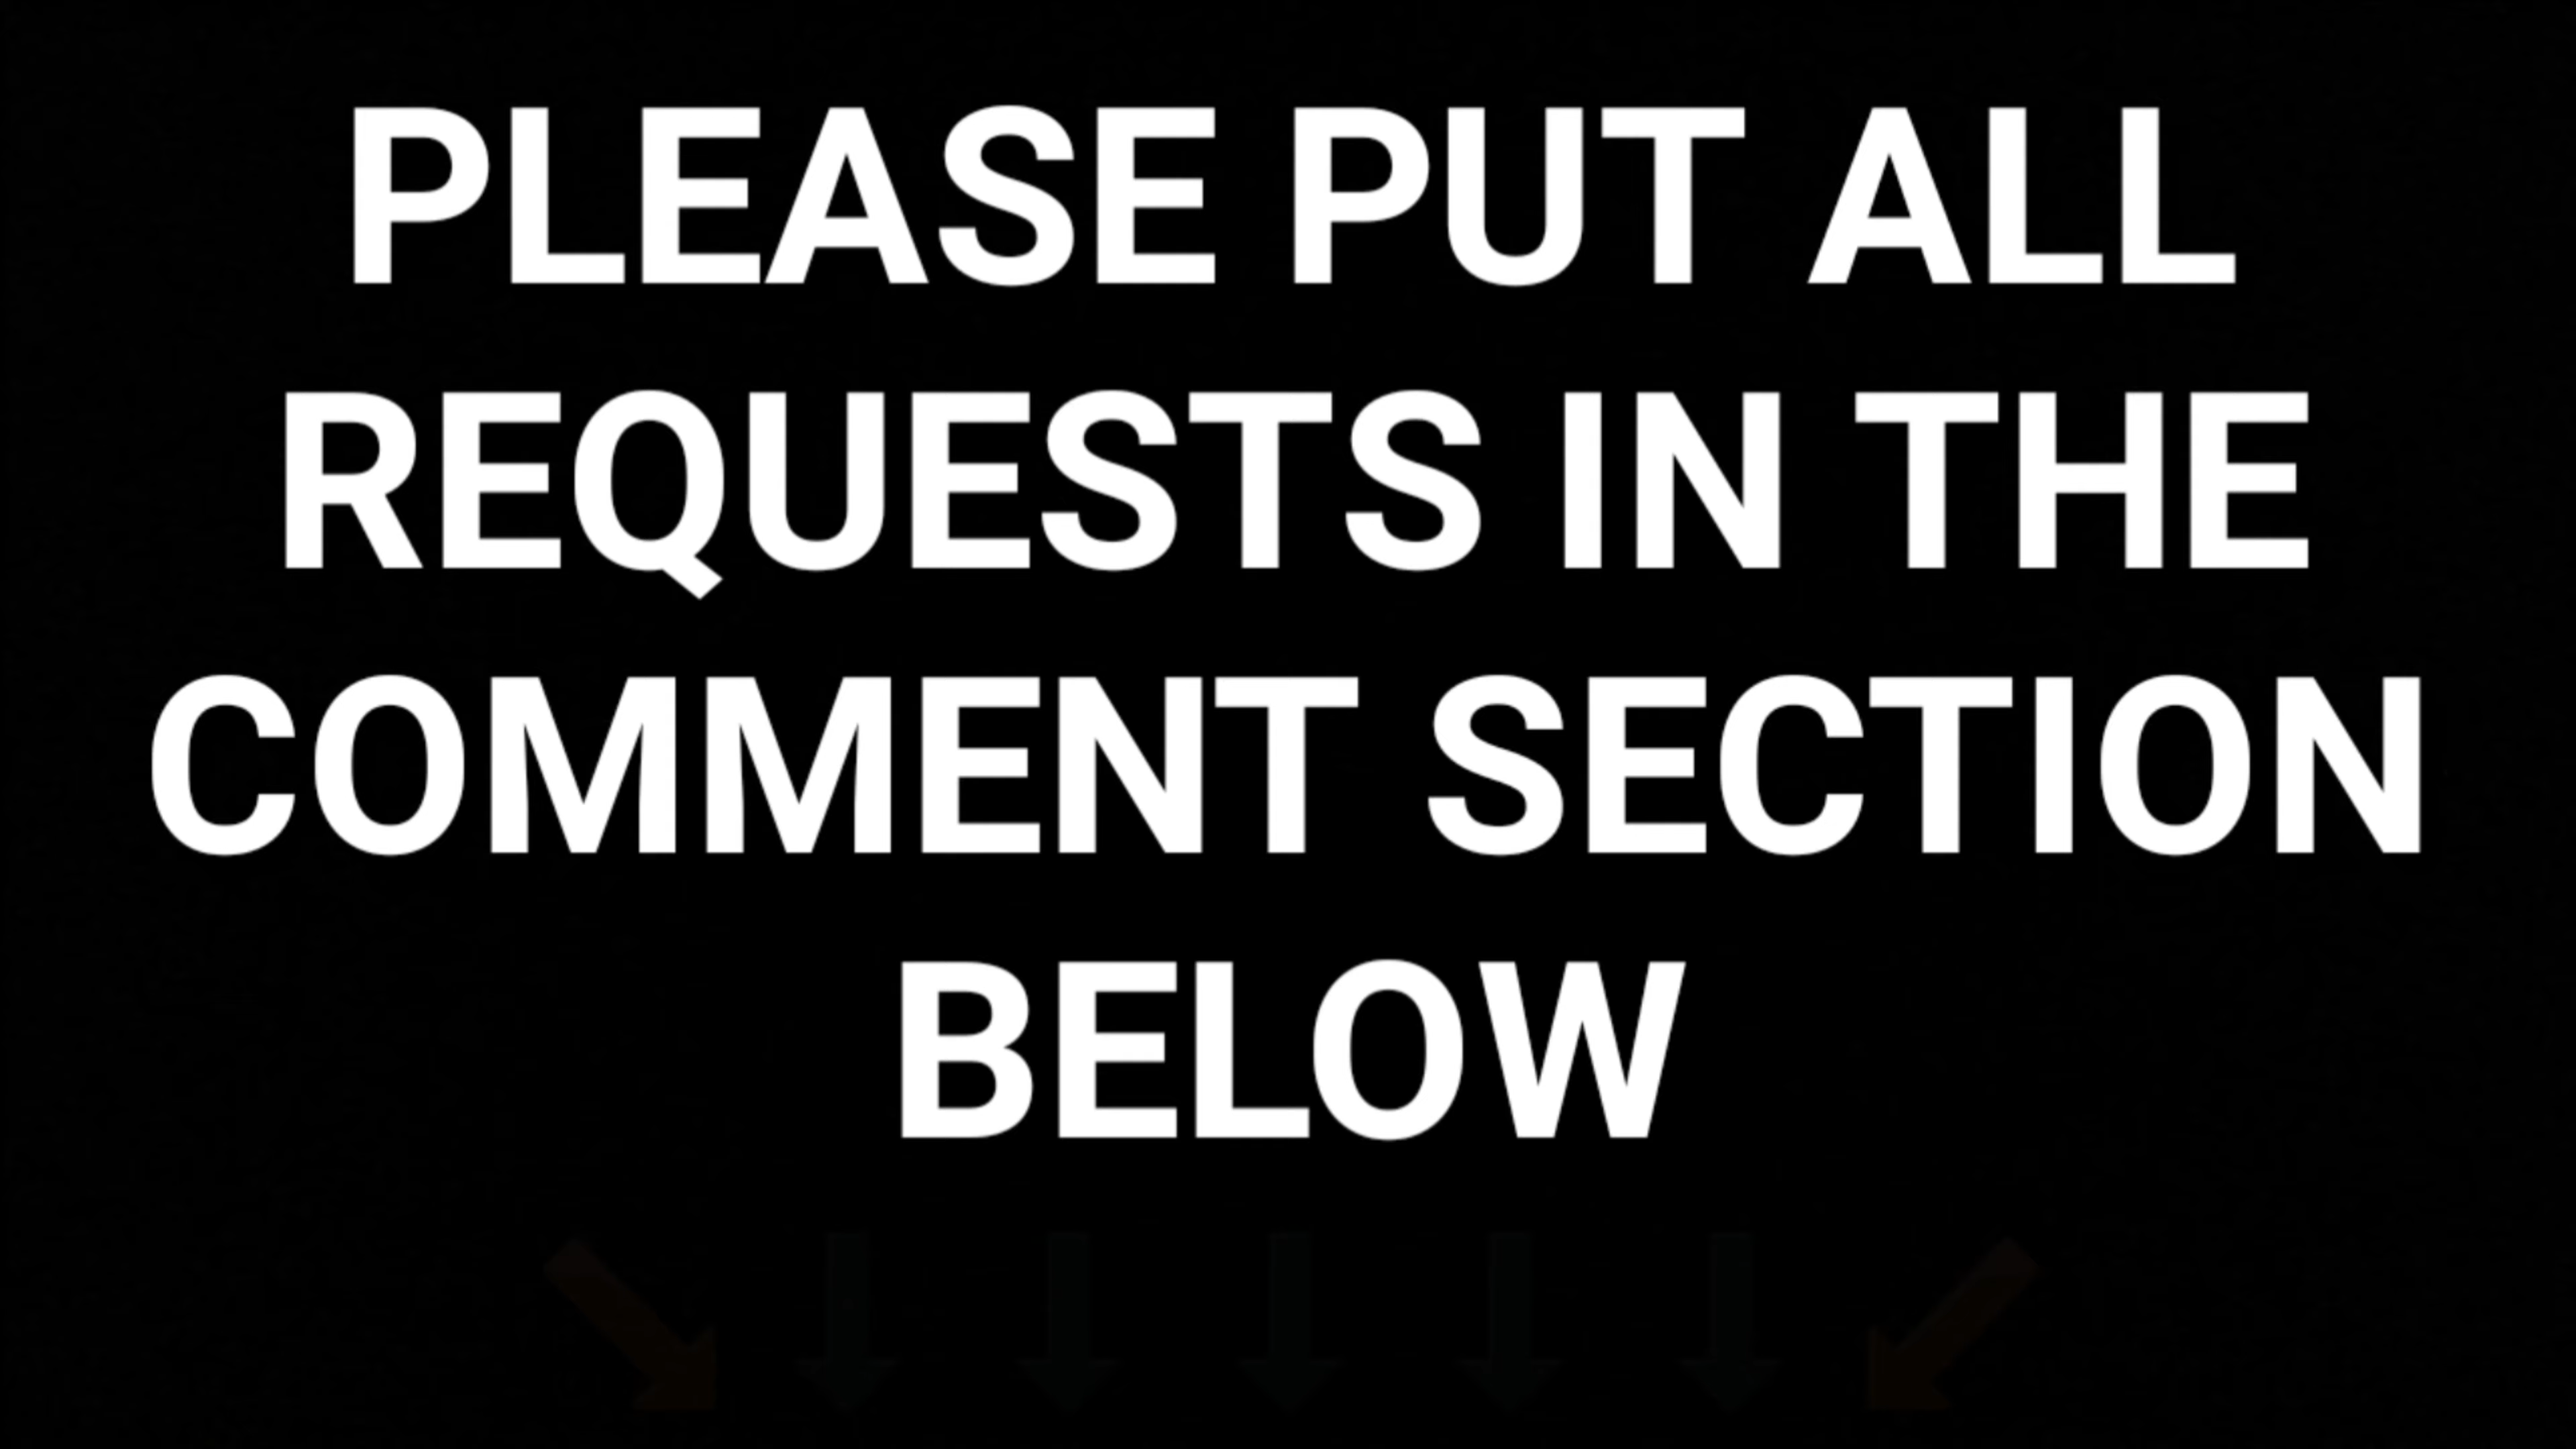 PLEASE PUT ALL
REQUESTS IN THE
COMMENT SECTION
BELOW